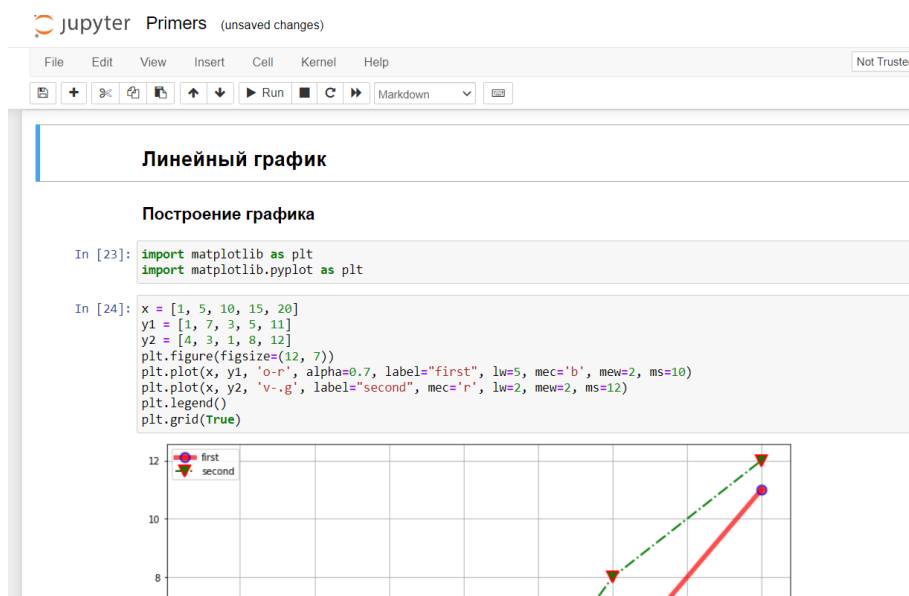 jupyter Primers (unsaved changes)
File Edit View Insert Cell Kernel Help Not Trusted
Run Markdown
Линейный график
Построение графика
In [23]: import matplotlib as plt
import matplotlib.pyplot as plt
In [24]: x = [1, 5, 10, 15, 20]
y1 = [1, 7, 3, 5, 11]
y2 = [4, 3, 1, 8, 12]
plt.figure(figsize=(12, 7))
plt.plot(x, y1, 'o-r', alpha=0.7, label="first", lw=5, mec='b', mew=2, ms=10)
plt.plot(x, y2, 'v-.g', label="second", mec='r', lw=2, mew=2, ms=12)
plt.legend()
plt.grid(True)
first
12 second
10
8